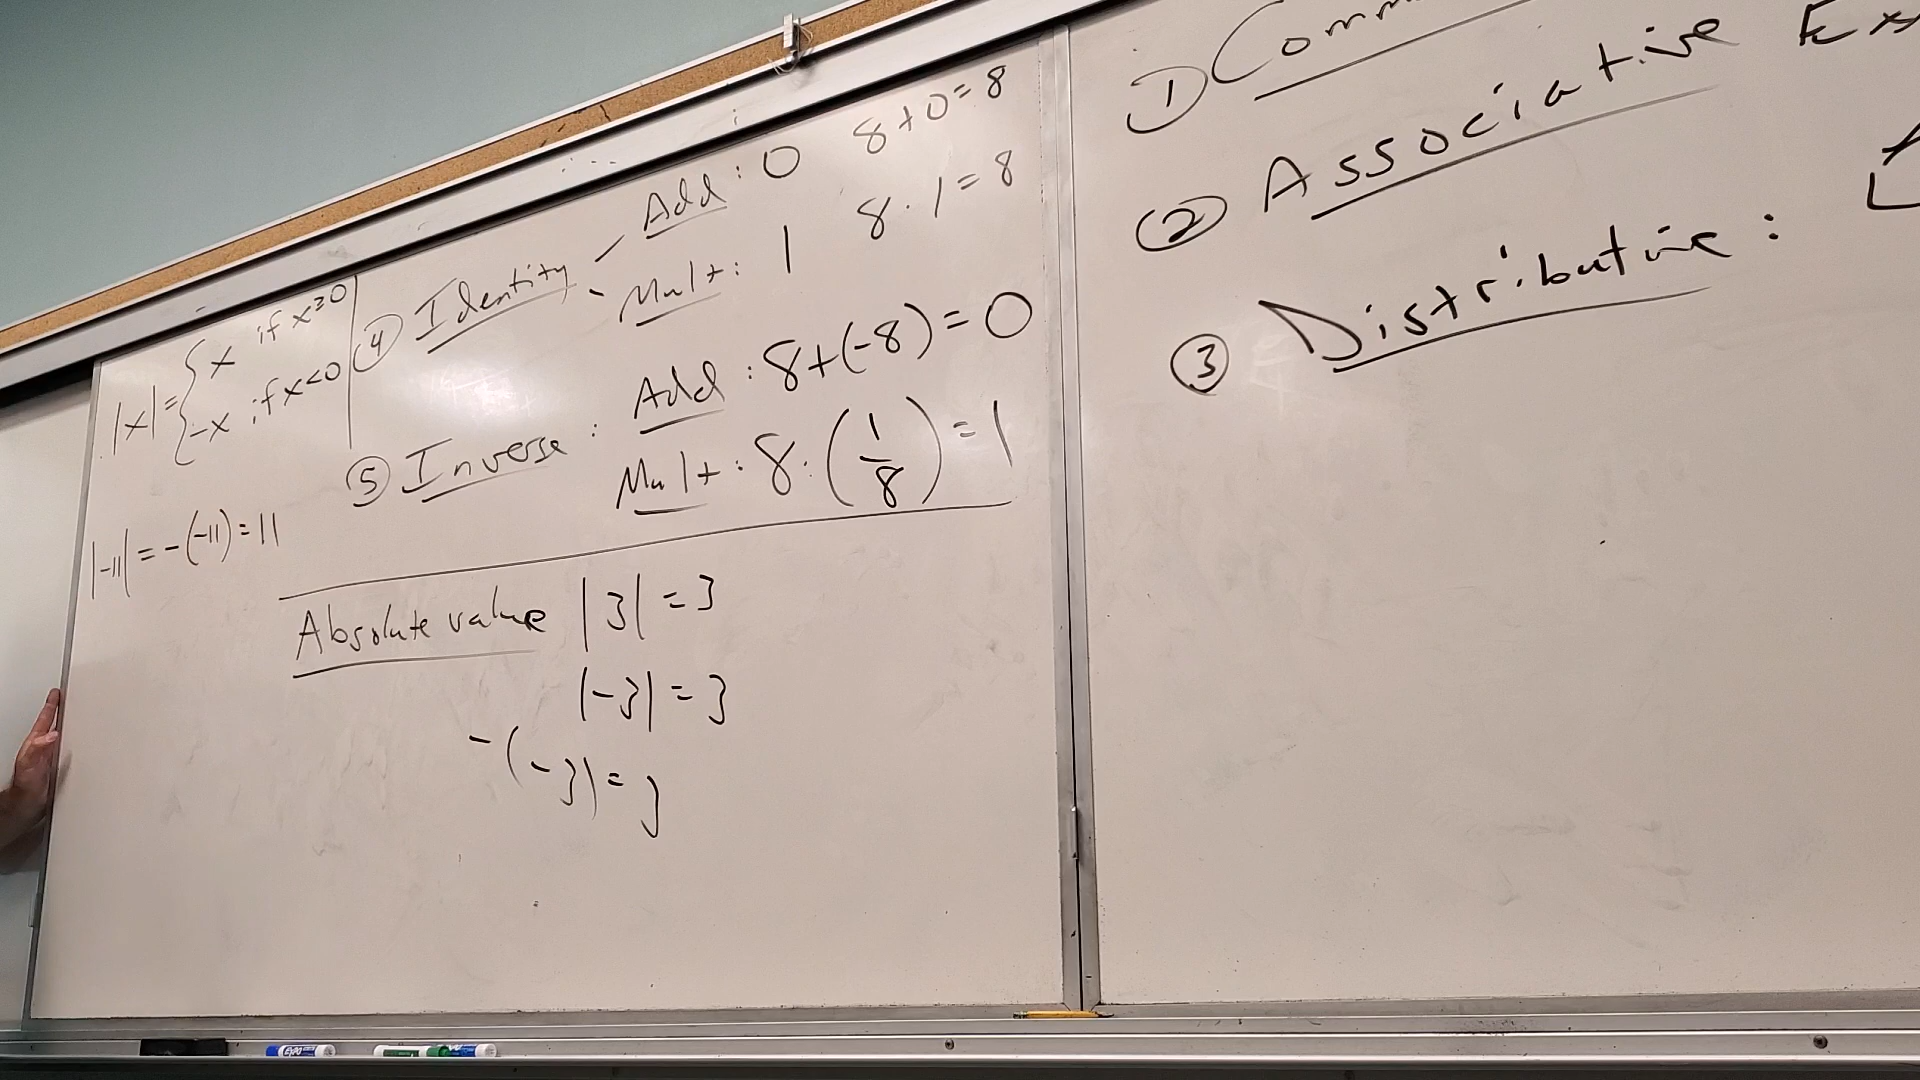 |x| = { x if x ≥ 0
-x if x < 0
|-11| = -(-11) = 11
④ Identity - Add: 0 8+0=8
- Mult: 1 8·1=8
⑤ Inverse: Add: 8+(-8)=0
Mult: 8·(1/8)=1
Absolute value |3| = 3
|-3| = 3
-(-3) = 3
①
② Associative Ex
③ Distributive:
EXPO